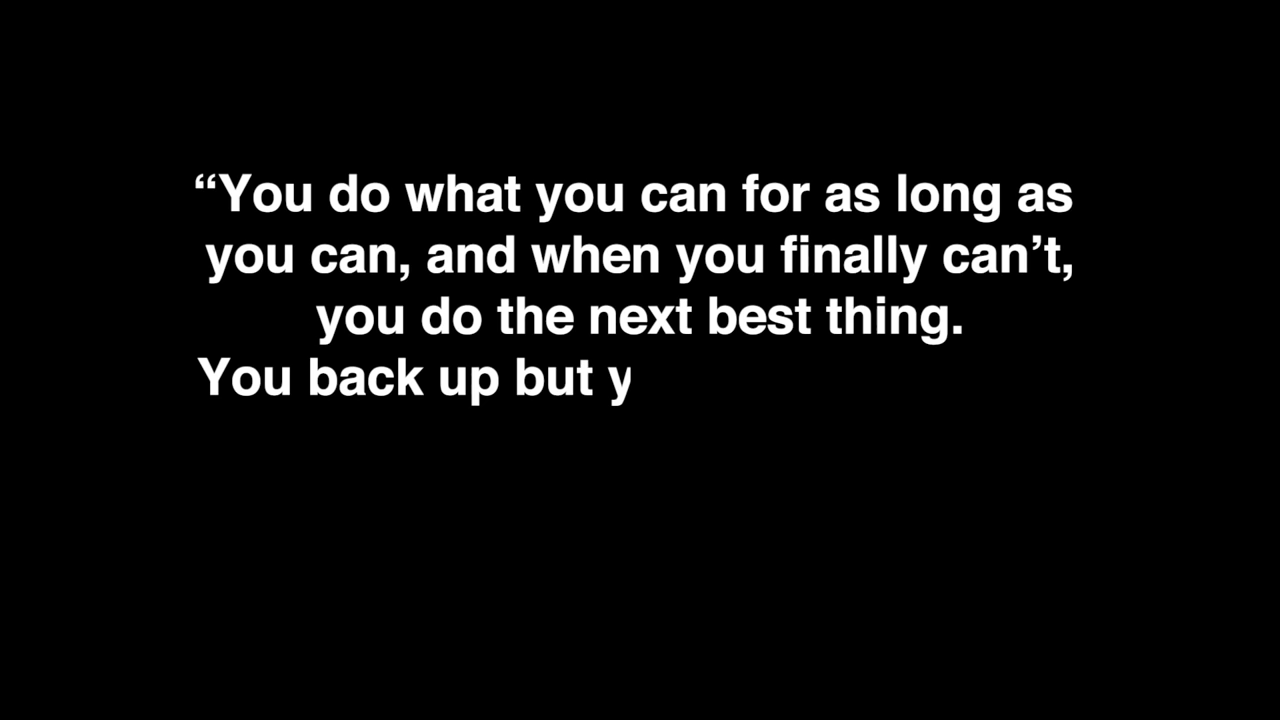 “You do what you can for as long as
you can, and when you finally can’t,
you do the next best thing.
You back up but y